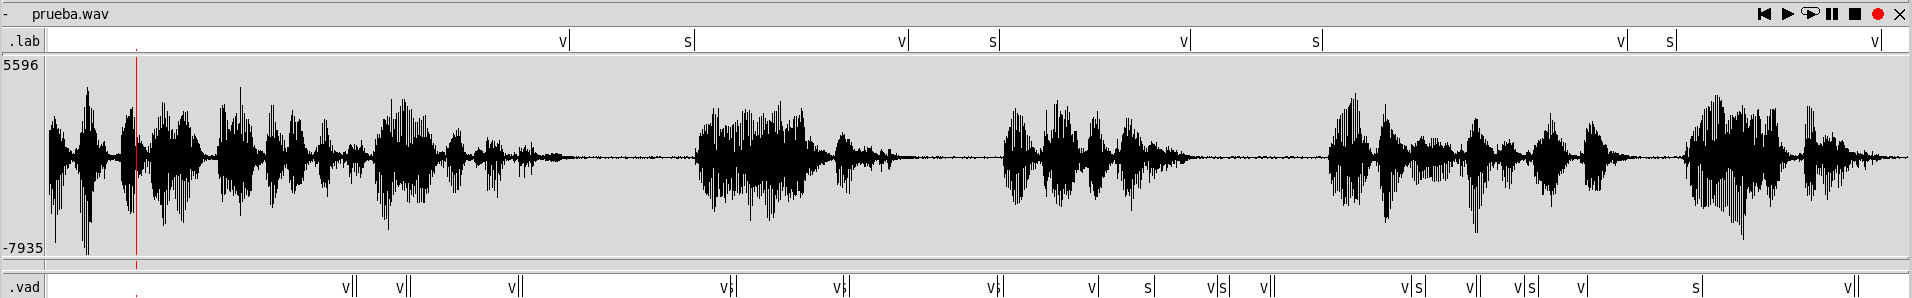 - prueba.wav
.lab V S V S V S V S V
5596
-7935
.vad V V V V S V S V S V S V S V V S V V S V S V